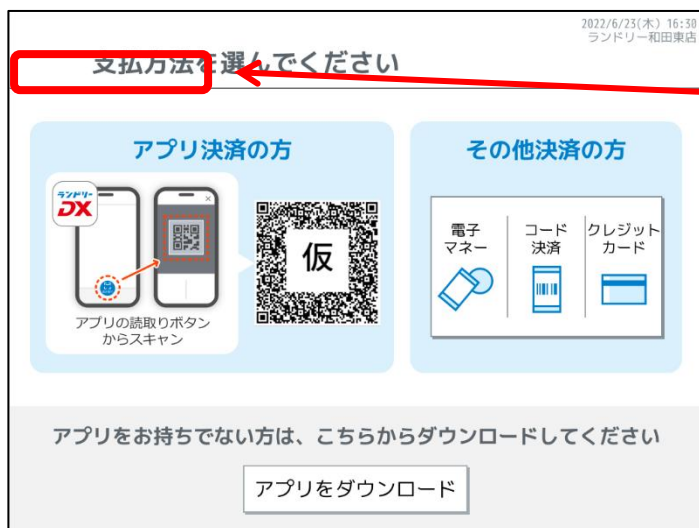 2022/6/23(木) 16:30
ランドリー和田東店
支払方法を選んでください
アプリ決済の方
ランドリー
DX
アプリの読取りボタン
からスキャン
仮
その他決済の方
電子
マネー
コード
決済
クレジット
カード
アプリをお持ちでない方は、こちらからダウンロードしてください
アプリをダウンロード